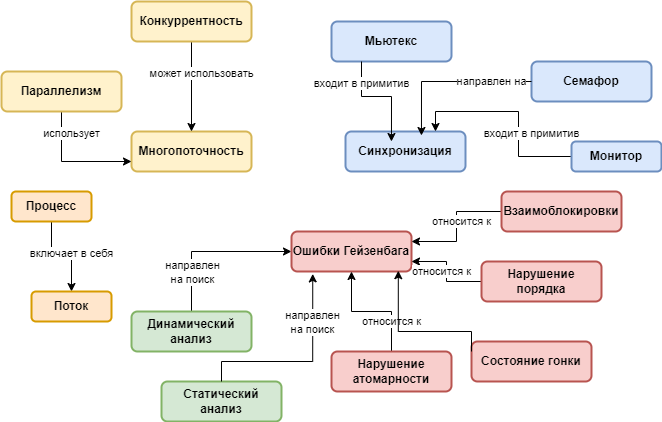 Конкуррентность
может использовать
Параллелизм
использует
Многопоточность
Мьютекс
входит в примитив
Семафор
направлен на
Синхронизация
входит в примитив
Монитор
Процесс
включает в себя
Поток
Взаимоблокировки
относится к
Ошибки Гейзенбага
направлен
на поиск
относится к
Нарушение
порядка
Динамический
анализ
направлен
на поиск
относится к
Состояние гонки
Нарушение
атомарности
Статический
анализ